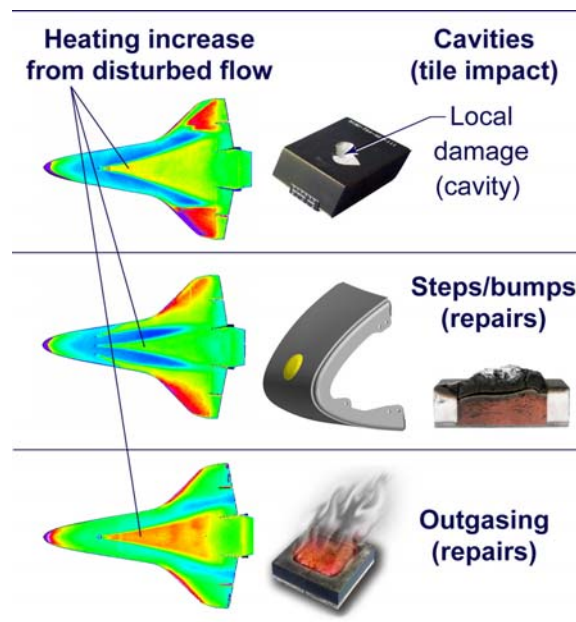 Heating increase
from disturbed flow
Cavities
(tile impact)
Local
damage
(cavity)
Steps/bumps
(repairs)
Outgasing
(repairs)